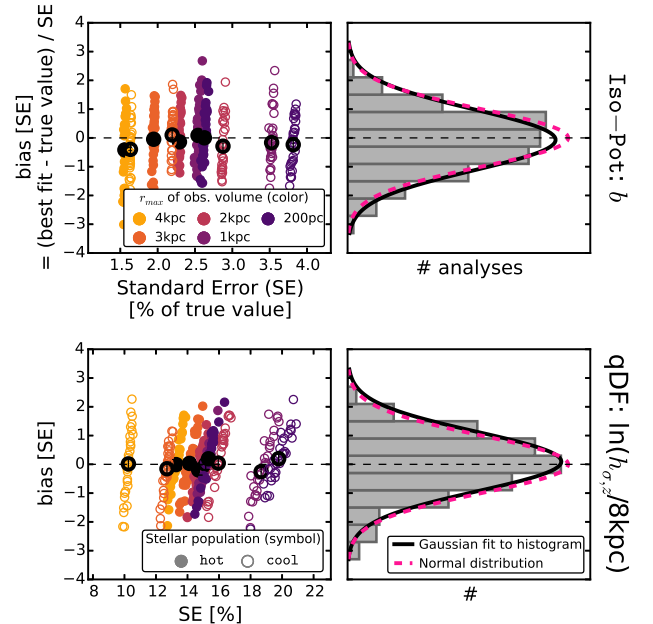 = (best fit - true value) / SE
bias [SE]
4
3
2
1
0
−1
−2
−3
−4
r_max of obs. volume (color)
4kpc 2kpc 200pc
3kpc 1kpc
1.5 2.0 2.5 3.0 3.5 4.0
Standard Error (SE)
[% of true value]
# analyses
Iso−Pot: b
bias [SE]
4
3
2
1
0
−1
−2
−3
−4
Stellar population (symbol)
hot cool
8 10 12 14 16 18 20 22
SE [%]
Gaussian fit to histogram
Normal distribution
#
qDF: ln(h_σ,z/8kpc)